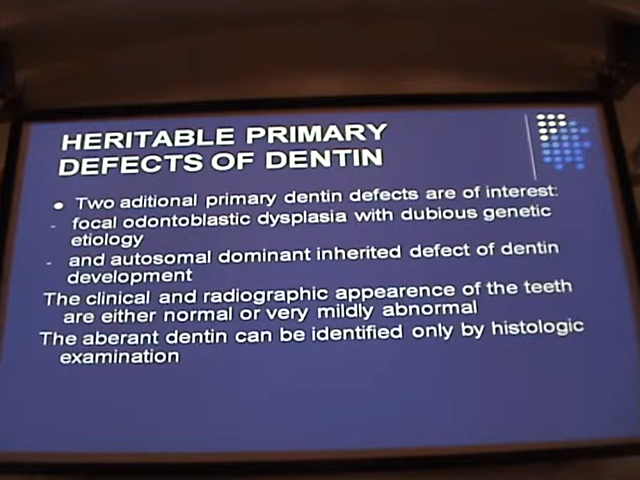 HERITABLE PRIMARY
DEFECTS OF DENTIN
● Two aditional primary dentin defects are of interest:
- focal odontoblastic dysplasia with dubious genetic
etiology
- and autosomal dominant inherited defect of dentin
development
The clinical and radiographic appearence of the teeth
are either normal or very mildly abnormal
The aberant dentin can be identified only by histologic
examination